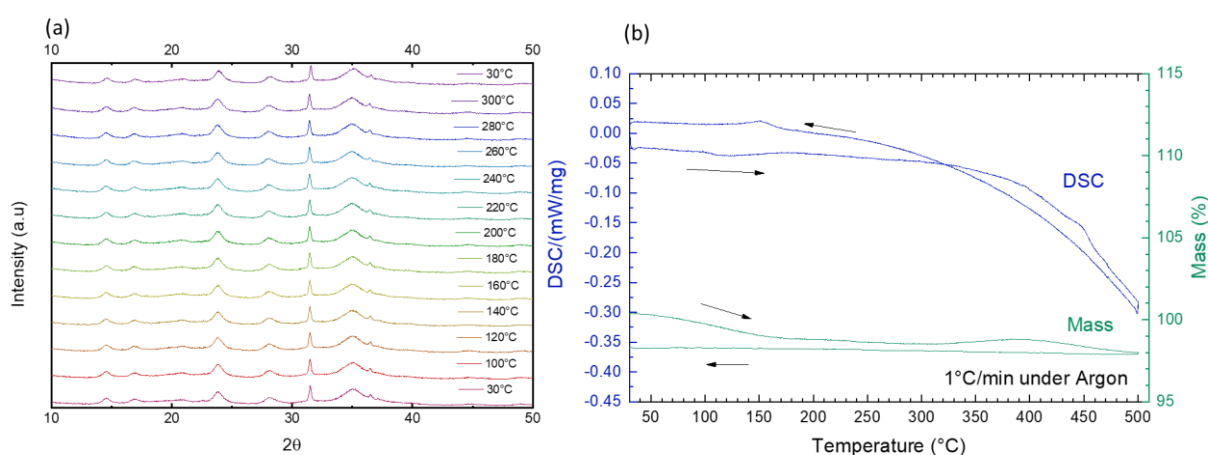 (a)
10 20 30 40 50
30°C
300°C
280°C
260°C
240°C
220°C
200°C
180°C
160°C
140°C
120°C
100°C
30°C
Intensity (a.u)
10 20 30 40 50
2θ
(b)
0.10
0.05
0.00
-0.05
-0.10
-0.15
-0.20
-0.25
-0.30
-0.35
-0.40
-0.45
DSC/(mW/mg)
DSC
Mass
1°C/min under Argon
115
110
105
100
95
Mass (%)
50 100 150 200 250 300 350 400 450 500
Temperature (°C)